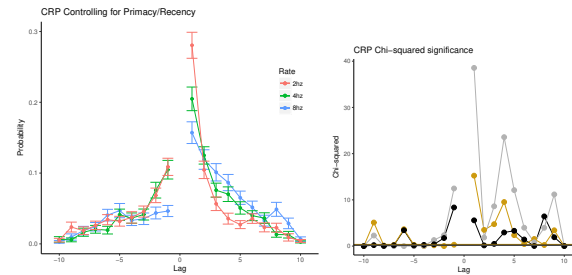 CRP Controlling for Primacy/Recency
0.3
0.2
0.1
0.0
Probability
−10
−5
0
5
10
Lag
Rate
2hz
4hz
8hz
CRP Chi-squared significance
40
30
20
10
0
Chi-squared
−10
−5
0
5
10
Lag